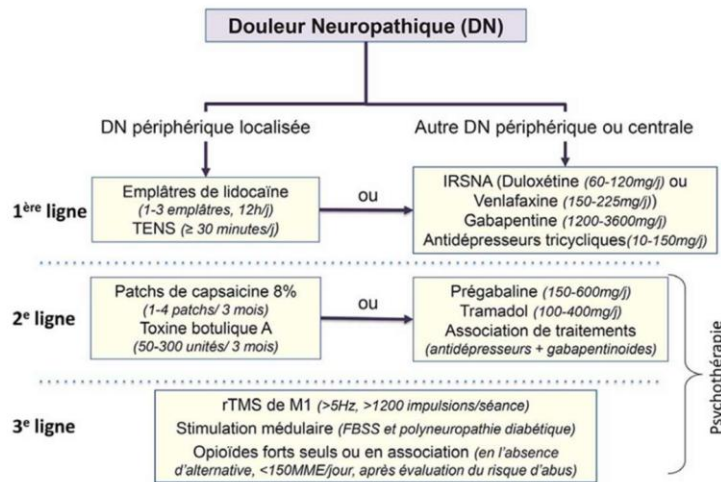 Douleur Neuropathique (DN)
DN périphérique localisée
Autre DN périphérique ou centrale
1ère ligne
Emplâtres de lidocaïne
(1-3 emplâtres, 12h/j)
TENS (≥ 30 minutes/j)
ou
IRSNA (Duloxétine (60-120mg/j) ou
Venlafaxine (150-225mg/j))
Gabapentine (1200-3600mg/j)
Antidépresseurs tricycliques(10-150mg/j)
2e ligne
Patchs de capsaicine 8%
(1-4 patchs/ 3 mois)
Toxine botulique A
(50-300 unités/ 3 mois)
ou
Prégabaline (150-600mg/j)
Tramadol (100-400mg/j)
Association de traitements
(antidépresseurs + gabapentinoides)
3e ligne
rTMS de M1 (>5Hz, >1200 impulsions/séance)
Stimulation médulaire (FBSS et polyneuropathie diabétique)
Opioïdes forts seuls ou en association (en l'absence
d'alternative, <150MME/jour, après évaluation du risque d'abus)
Psychothérapie